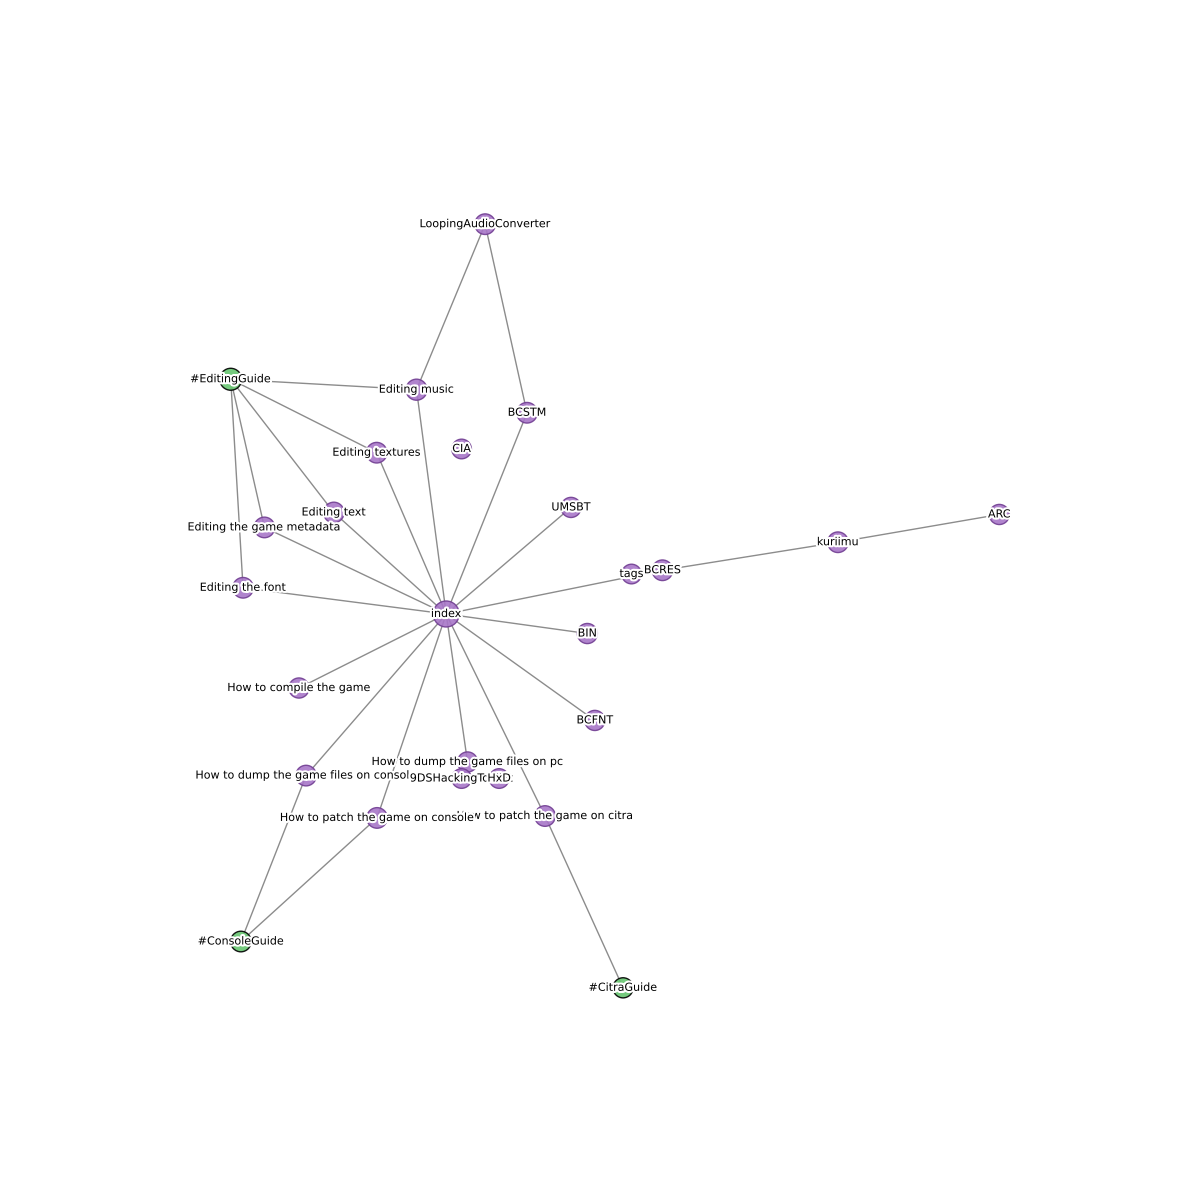 LoopingAudioConverter
#EditingGuide
Editing music
BCSTM
CIA
Editing textures
UMSBT
Editing text
ARC
Editing the game metadata
kuriimu
BCRES
tags
Editing the font
index
BIN
How to compile the game
BCFNT
How to dump the game files on pc
How to dump the game files on
HxD
How to patch the game on console
to patch the game on citra
#ConsoleGuide
#CitraGuide